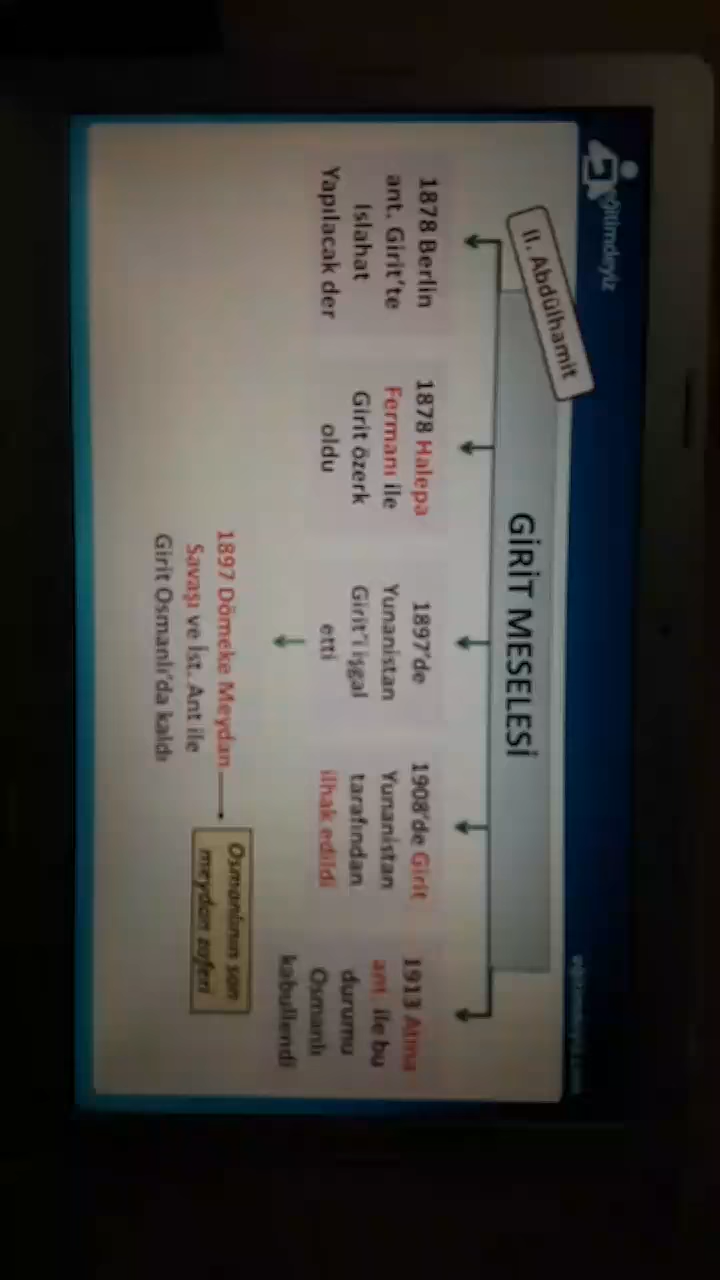 eğitimdeyiz
II. Abdülhamit
GİRİT MESELESİ
1878 Berlin
ant. Girit'te
Islahat
Yapılacak der
1878 Halepa
Fermanı ile
Girit özerk
oldu
1897'de
Yunanistan
Girit'i işgal
etti
1908'de Girit
Yunanistan
tarafından
ilhak edildi
1913 Atina
ant. ile bu
durumu
Osmanlı
kabullendi
1897 Dömeke Meydan
Savaşı ve İst. Ant ile
Girit Osmanlı'da kaldı
Osmanlının son
meydan zaferi